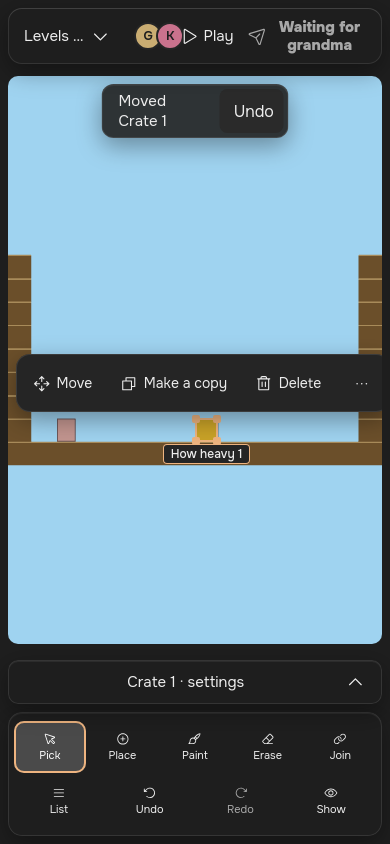 Levels ...
G
K
Play
Waiting for
grandma
Moved
Crate 1
Undo
Move
Make a copy
Delete
...
How heavy 1
Crate 1 · settings
Pick
Place
Paint
Erase
Join
List
Undo
Redo
Show